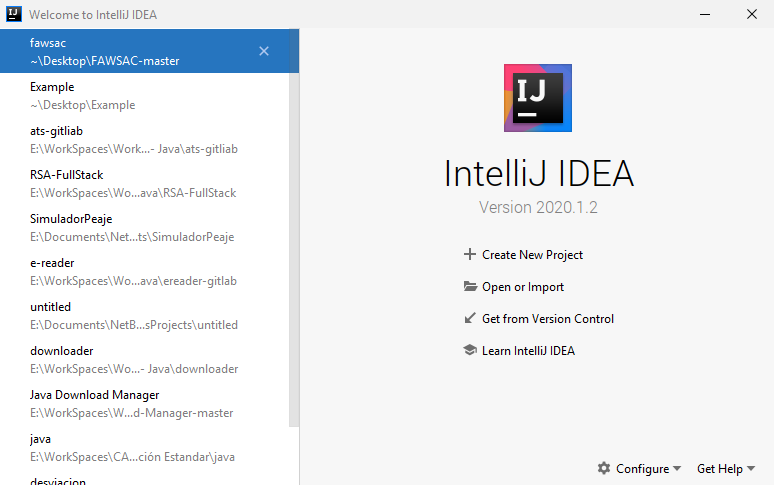 Welcome to IntelliJ IDEA
fawsac
~\Desktop\FAWSAC-master
Example
~\Desktop\Example
ats-gitliab
E:\WorkSpaces\Work...- Java\ats-gitliab
RSA-FullStack
E:\WorkSpaces\Wo...ava\RSA-FullStack
SimuladorPeaje
E:\Documents\Net...ts\SimuladorPeaje
e-reader
E:\WorkSpaces\Wo...ava\ereader-gitlab
untitled
E:\Documents\NetB...sProjects\untitled
downloader
E:\WorkSpaces\Wo...- Java\downloader
Java Download Manager
E:\WorkSpaces\W...d-Manager-master
java
E:\WorkSpaces\CA...ción Estandar\java
desviacion
IJ
IntelliJ IDEA
Version 2020.1.2
Create New Project
Open or Import
Get from Version Control
Learn IntelliJ IDEA
Configure
Get Help